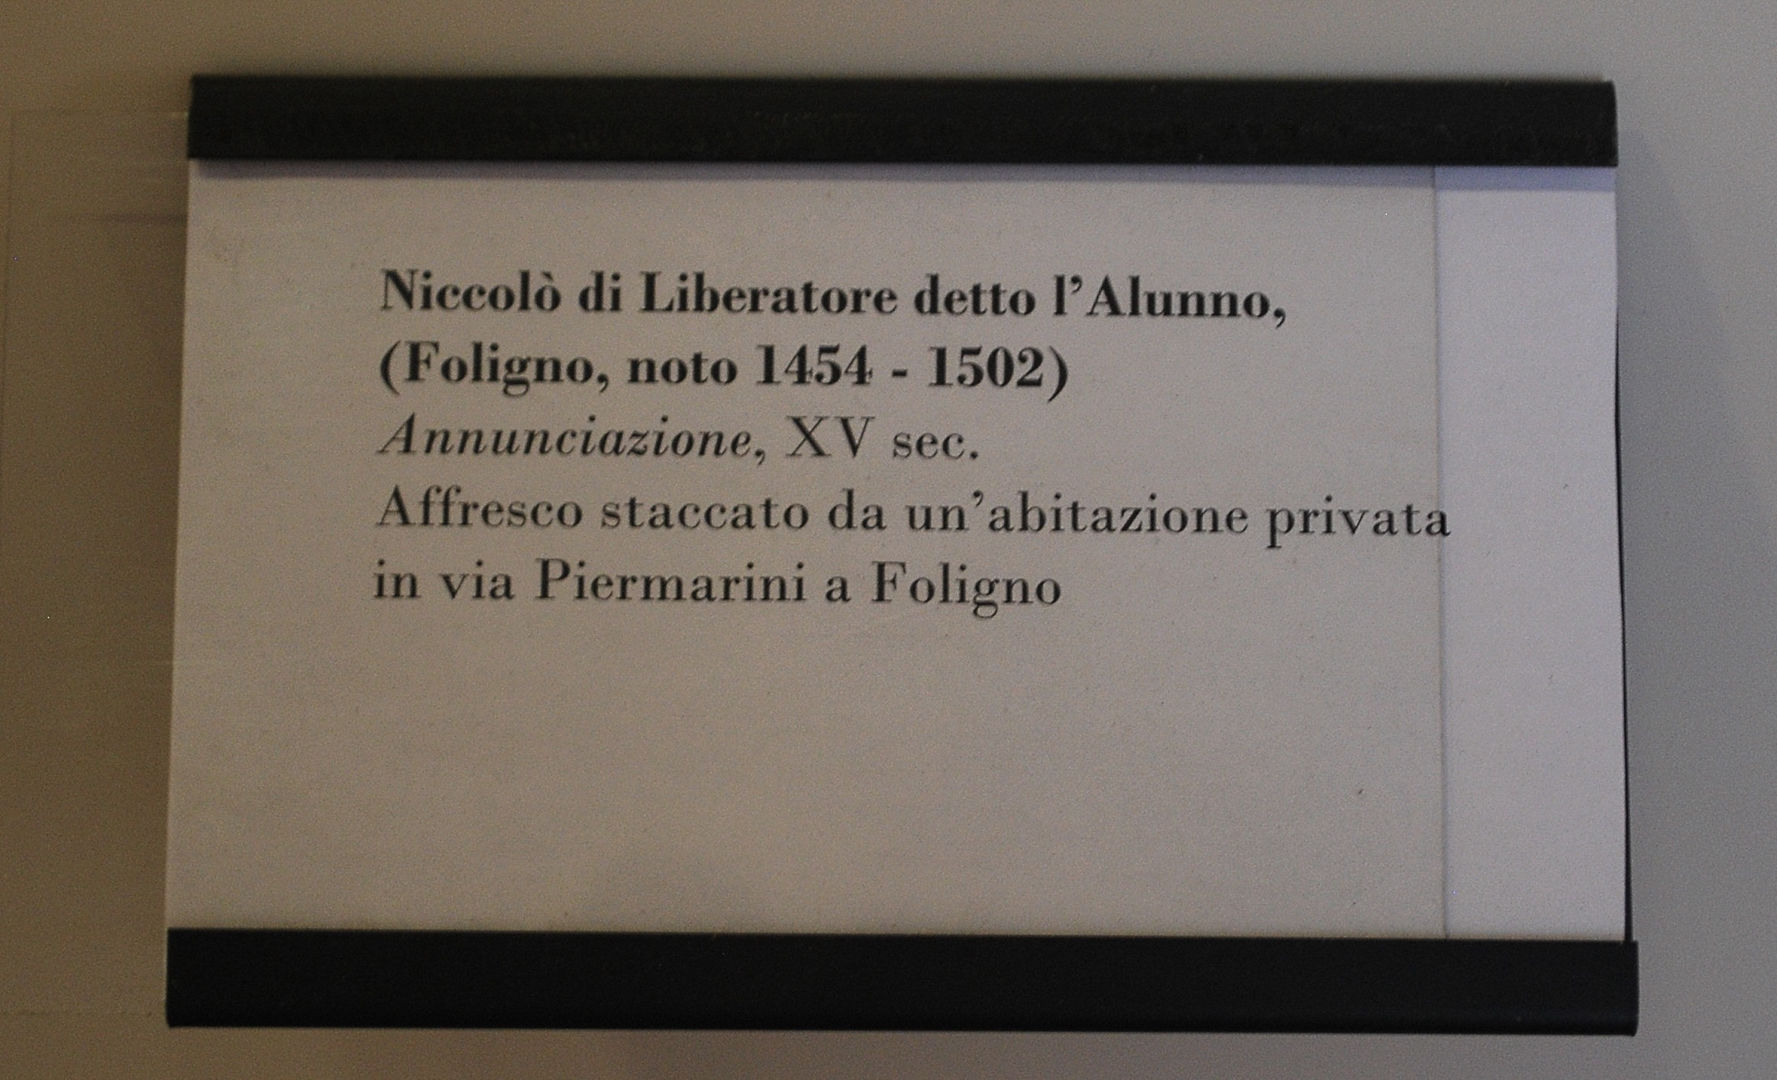 Niccolò di Liberatore detto l’Alunno,
(Foligno, noto 1454 - 1502)
Annunciazione, XV sec.
Affresco staccato da un’abitazione privata
in via Piermarini a Foligno